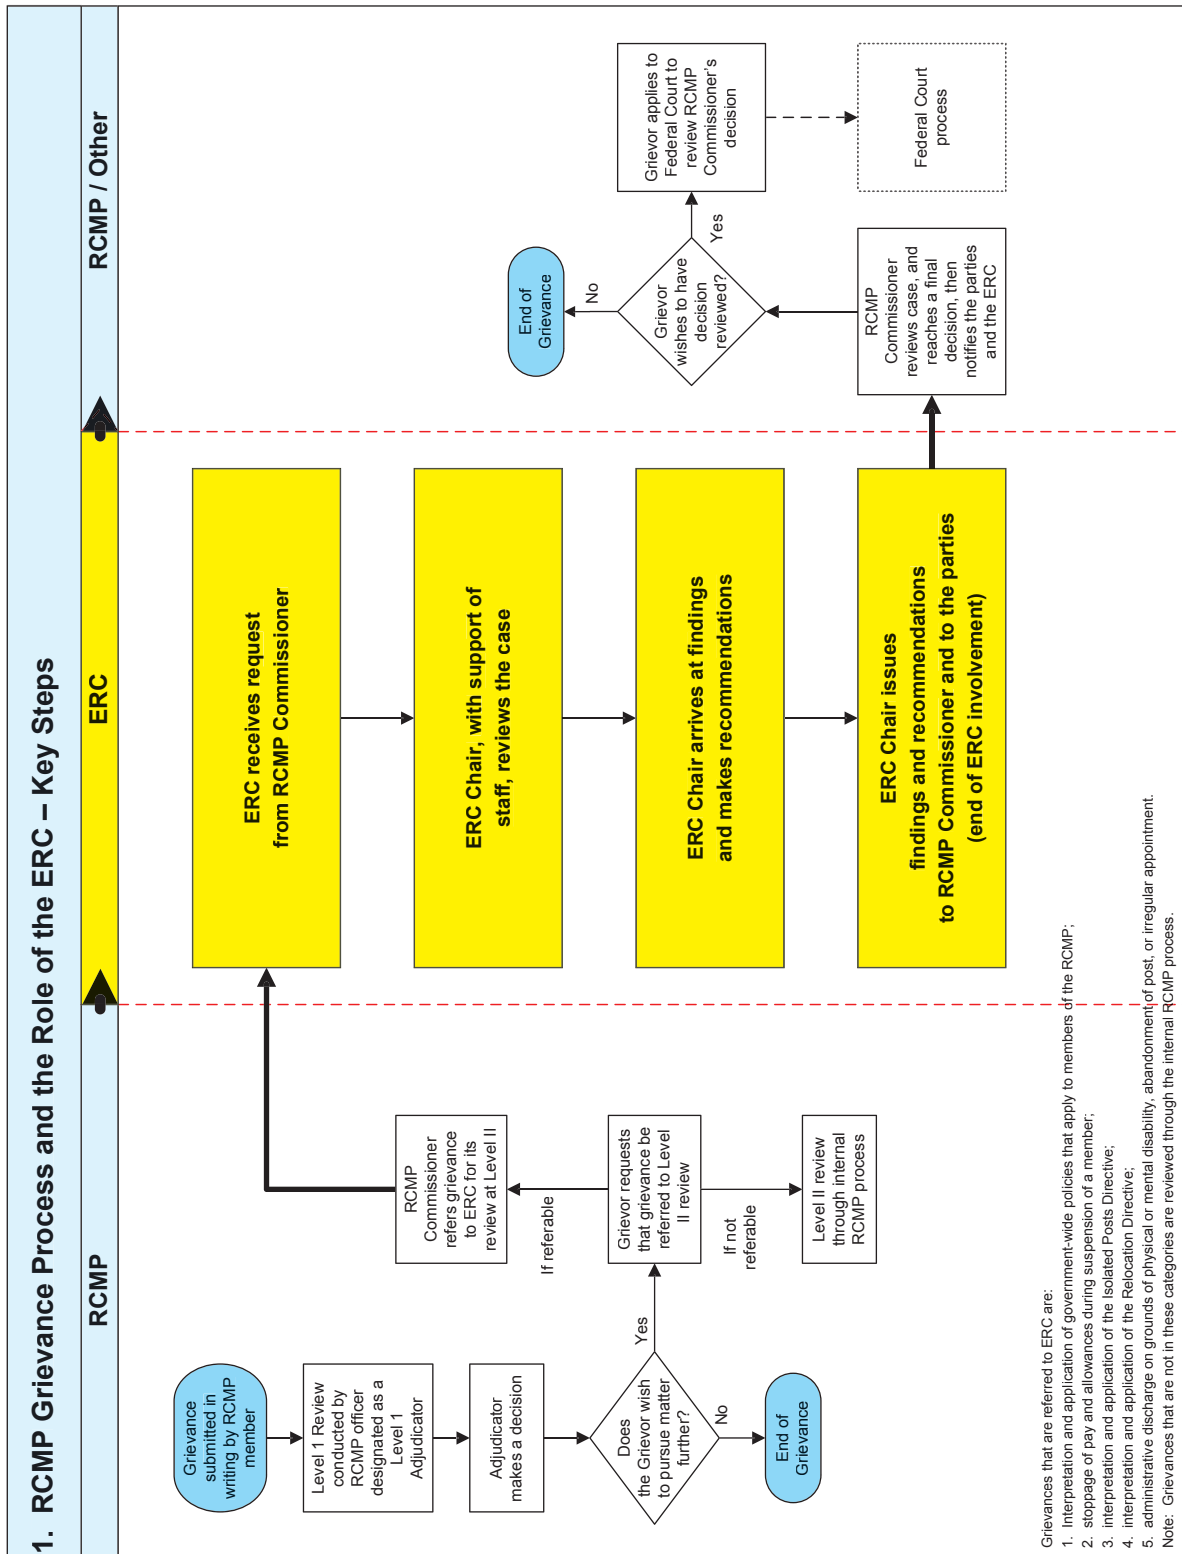 1. RCMP Grievance Process and the Role of the ERC – Key Steps
RCMP
ERC
RCMP / Other
Grievance
submitted in
writing by RCMP
member
Level 1 Review
conducted by
RCMP officer
designated as a
Level 1
Adjudicator
Adjudicator
makes a decision
Does
the Grievor wish
to pursue matter
further?
Yes
No
End of
Grievance
Grievor requests
that grievance be
referred to Level
II review
If referable
If not
referable
RCMP
Commissioner
refers grievance
to ERC for its
review at Level II
Level II review
through internal
RCMP process
ERC receives request
from RCMP Commissioner
ERC Chair, with support of
staff, reviews the case
ERC Chair arrives at findings
and makes recommendations
ERC Chair issues
findings and recommendations
to RCMP Commissioner and to the parties
(end of ERC involvement)
RCMP
Commissioner
reviews case, and
reaches a final
decision, then
notifies the parties
and the ERC
Grievor
wishes to have
decision
reviewed?
No
Yes
End of
Grievance
Grievor applies to
Federal Court to
review RCMP
Commissioner's
decision
Federal Court
process
Grievances that are referred to ERC are:
1. Interpretation and application of government-wide policies that apply to members of the RCMP;
2. stoppage of pay and allowances during suspension of a member;
3. interpretation and application of the Isolated Posts Directive;
4. interpretation and application of the Relocation Directive;
5. administrative discharge on grounds of physical or mental disability, abandonment of post, or irregular appointment.
Note: Grievances that are not in these categories are reviewed through the internal RCMP process.